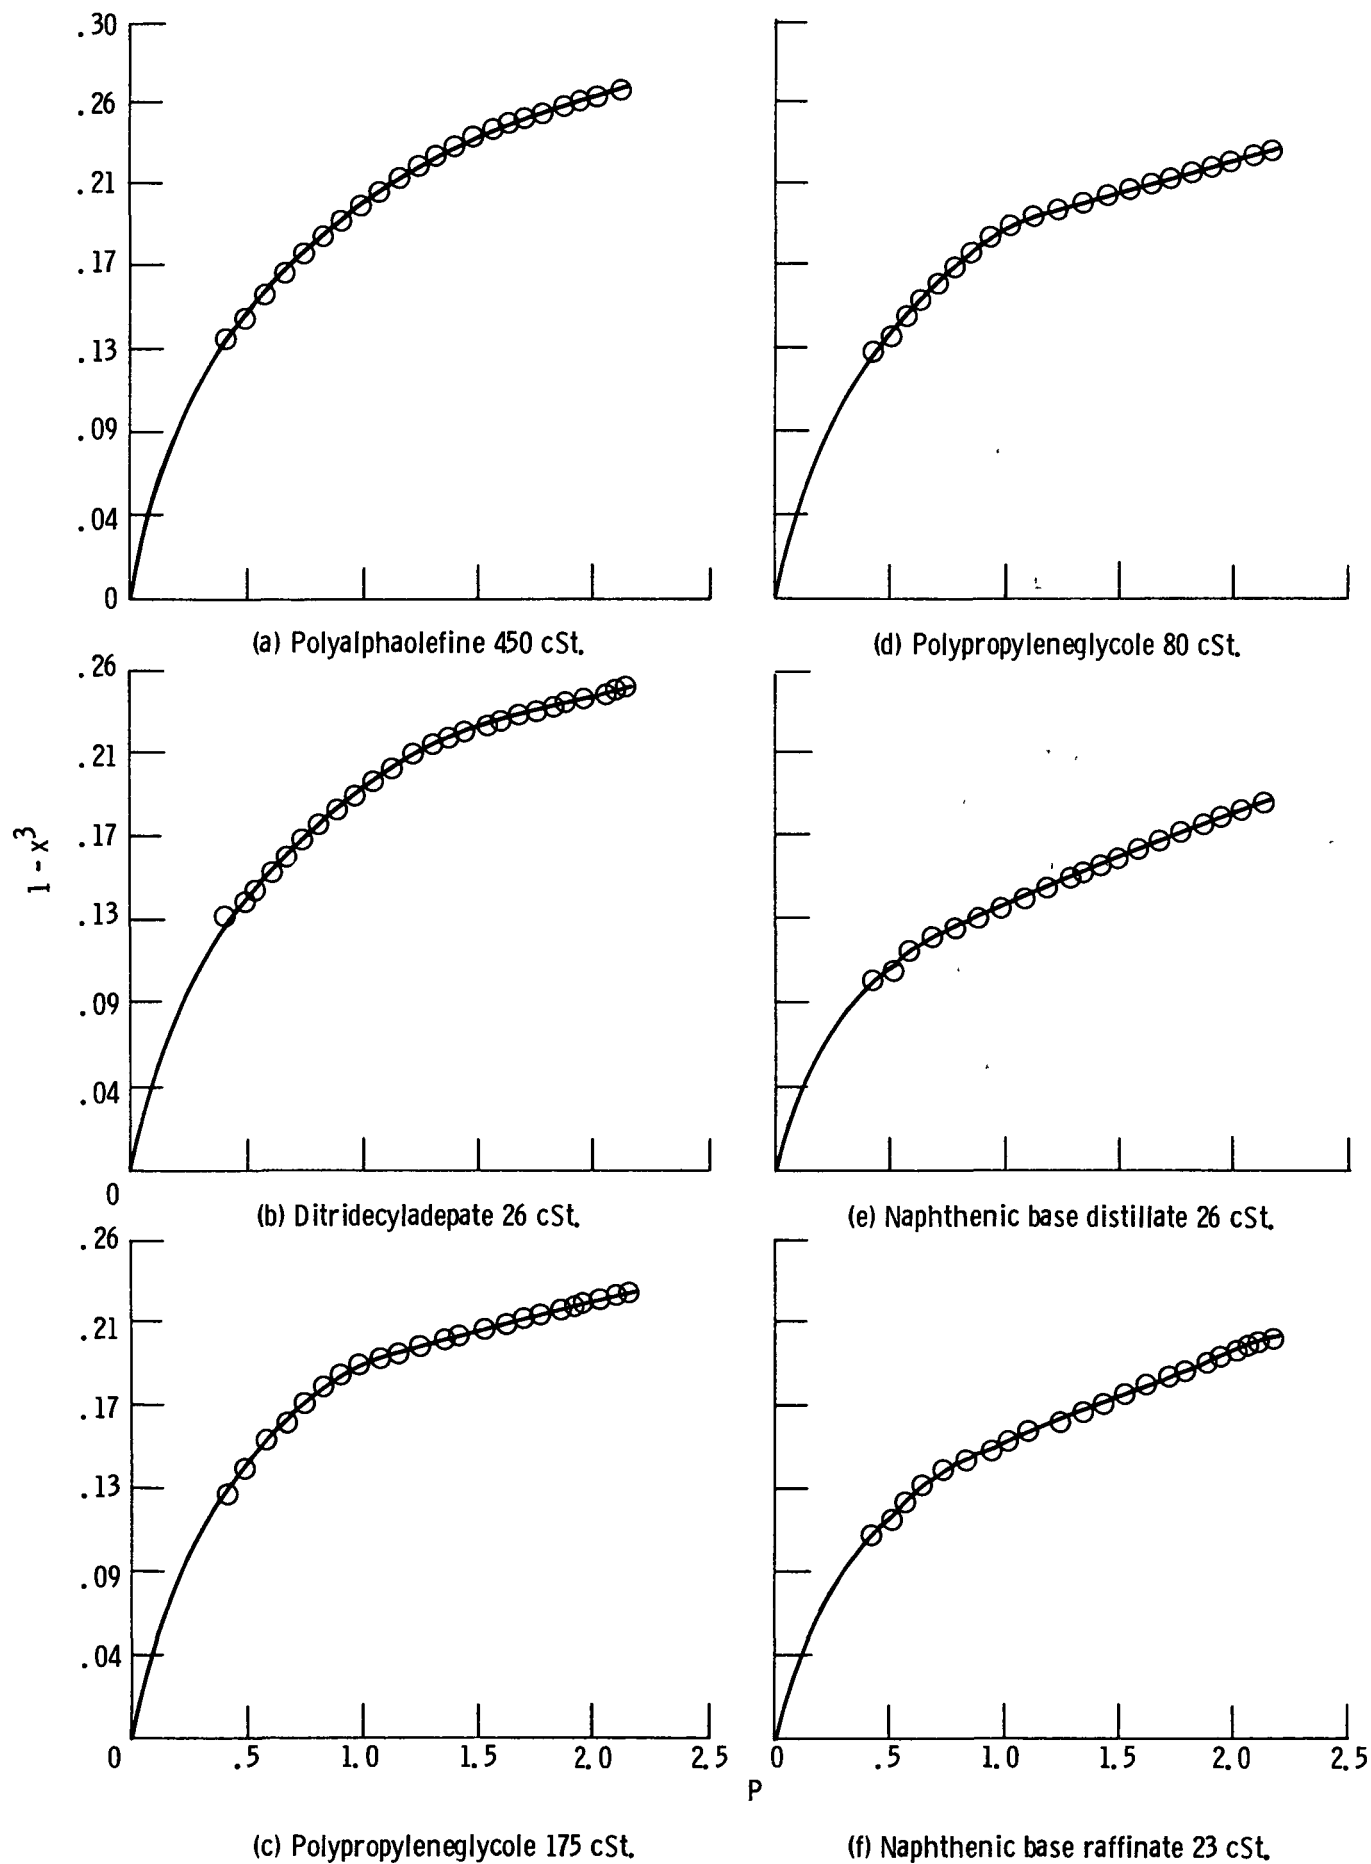 .30
.26
.21
.17
.13
.09
.04
0
(a) Polyalphaolefine 450 cSt.
(d) Polypropyleneglycole 80 cSt.
.26
.21
.17
.13
.09
.04
0
1 - x³
(b) Ditridecyladepate 26 cSt.
(e) Naphthenic base distillate 26 cSt.
.26
.21
.17
.13
.09
.04
0 .5 1.0 1.5 2.0 2.5
0 .5 1.0 1.5 2.0 2.5
P
(c) Polypropyleneglycole 175 cSt.
(f) Naphthenic base raffinate 23 cSt.